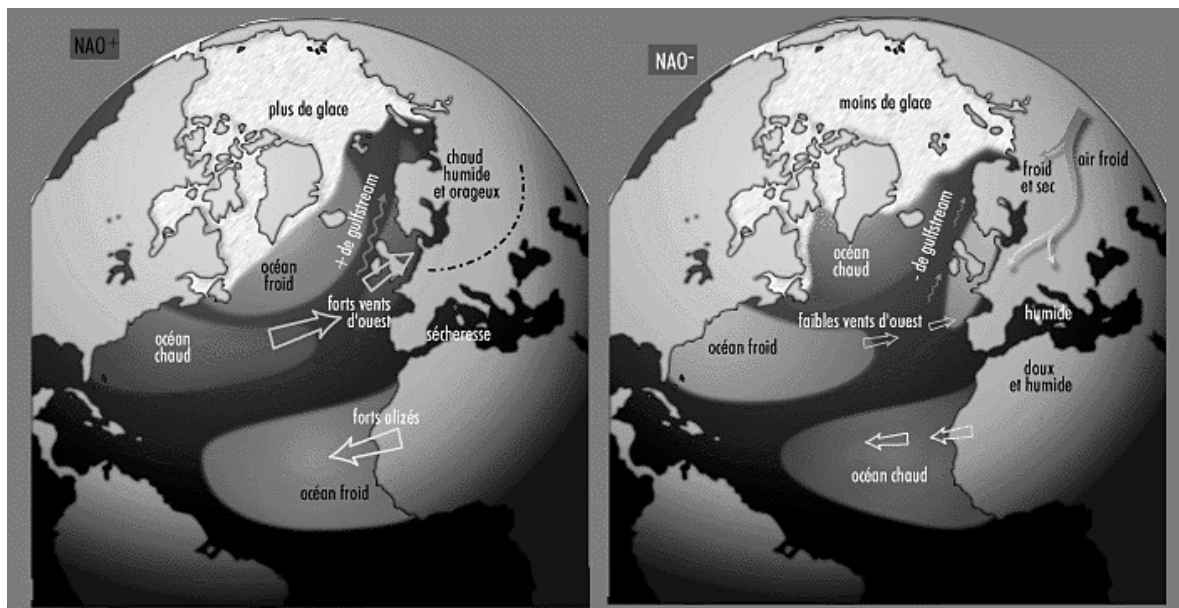 NAO+
plus de glace
chaud
humide
et orageux
+ de gulfstream
océan
froid
forts vents
d'ouest
océan
chaud
sécheresse
forts alizés
océan froid
NAO-
moins de glace
froid
et sec
air froid
- de gulfstream
océan
chaud
faibles vents d'ouest
océan froid
humide
doux
et humide
océan chaud